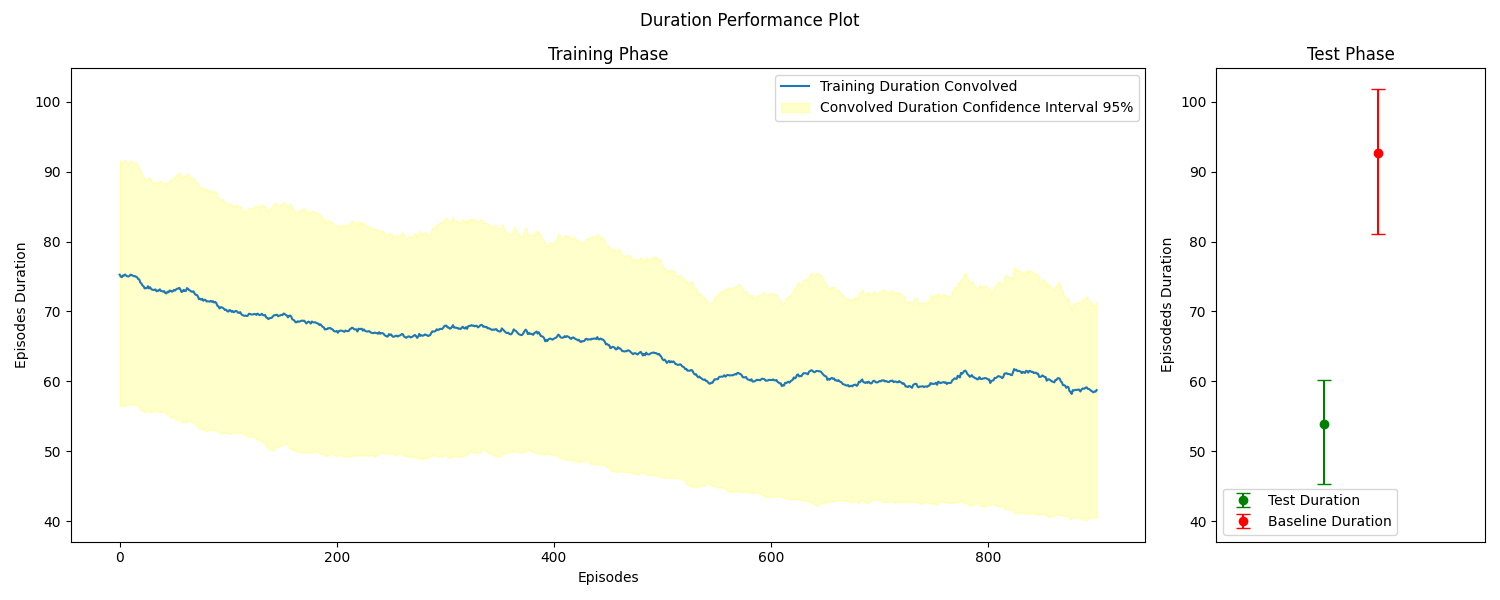 Duration Performance Plot
Training Phase
Training Duration Convolved
Convolved Duration Confidence Interval 95%
Episodes Duration
100
90
80
70
60
50
40
0
200
400
600
800
Episodes
Test Phase
Episodeds Duration
100
90
80
70
60
50
40
Test Duration
Baseline Duration